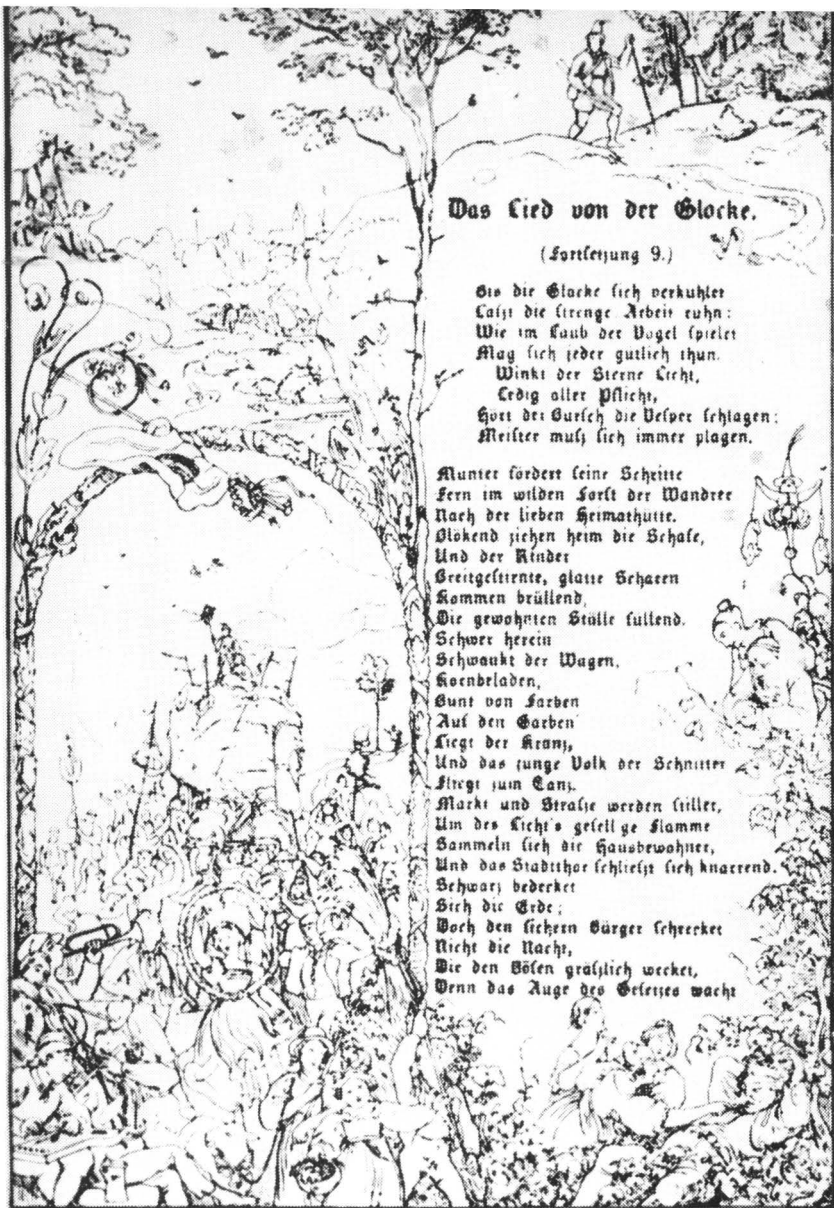 Das Lied von der Glocke.
(Fortsetzung 9.)
Bis die Glocke sich verkühlet
Laßt die strenge Arbeit ruhn:
Wie im Laub der Vogel spielet
Mag sich jeder gutlich thun.
Winkt der Sterne Licht,
Ledig aller Pflicht,
Hört der Bursch die Vesper schlagen:
Meister muß sich immer plagen.
Munter fördert seine Schritte
Fern im wilden Forst der Wandrer
Nach der lieben Heimathütte.
Blökend ziehen heim die Schafe,
Und der Rinder
Breitgestirnte, glatte Scharen
Kommen brüllend,
Die gewohnten Ställe füllend.
Schwer herein
Schwankt der Wagen,
Kornbeladen,
Bunt von Farben
Auf den Garben
Liegt der Kranz,
Und das junge Volk der Schnitter
Fliegt zum Tanz.
Markt und Straße werden stiller,
Um des Licht's gesell'ge Flamme
Sammeln sich die Hausbewohner,
Und das Stadtthor schließt sich knarrend.
Schwarz bedecket
Sich die Erde;
Doch den sichern Bürger schrecket
Nicht die Nacht,
Die den Bösen gräßlich wecket,
Denn das Auge des Gesetzes wacht